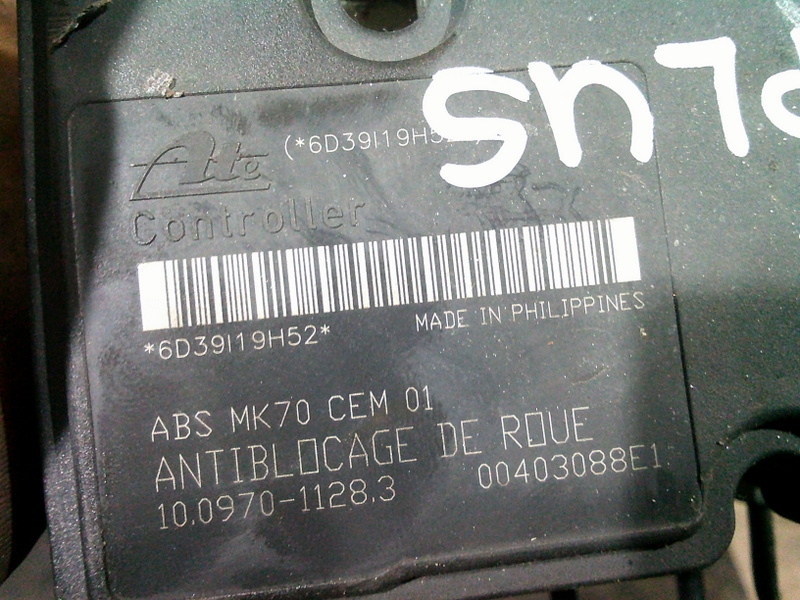 SN7d
(*6D39I19H5
Ate
Controller
*6D39I19H52*
MADE IN PHILIPPINES
ABS MK70 CEM 01
ANTIBLOCAGE DE ROUE
10.0970-1128.3
00403088E1